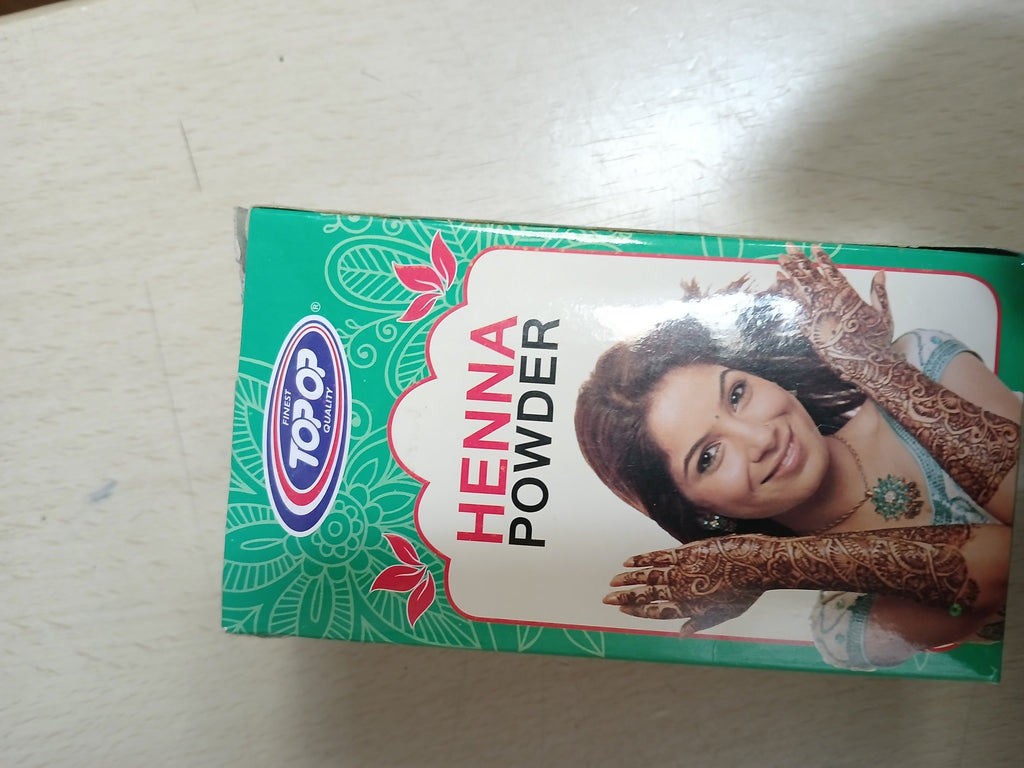 ®
FINEST
TOP OP
QUALITY
HENNA
POWDER